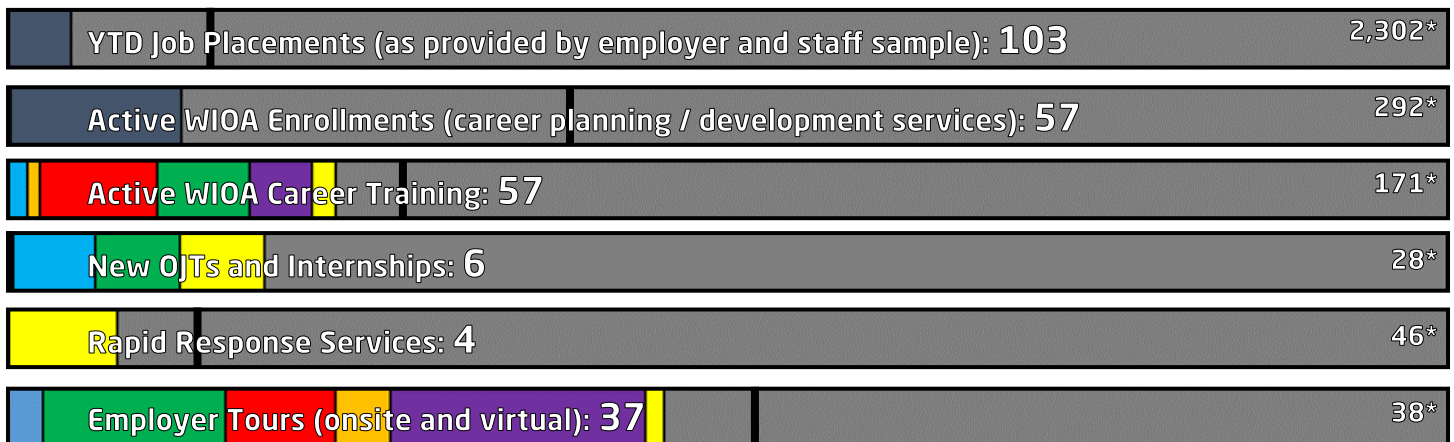 YTD Job Placements (as provided by employer and staff sample): 103 2,302*
Active WIOA Enrollments (career planning / development services): 57 292*
Active WIOA Career Training: 57 171*
New OJTs and Internships: 6 28*
Rapid Response Services: 4 46*
Employer Tours (onsite and virtual): 37 38*